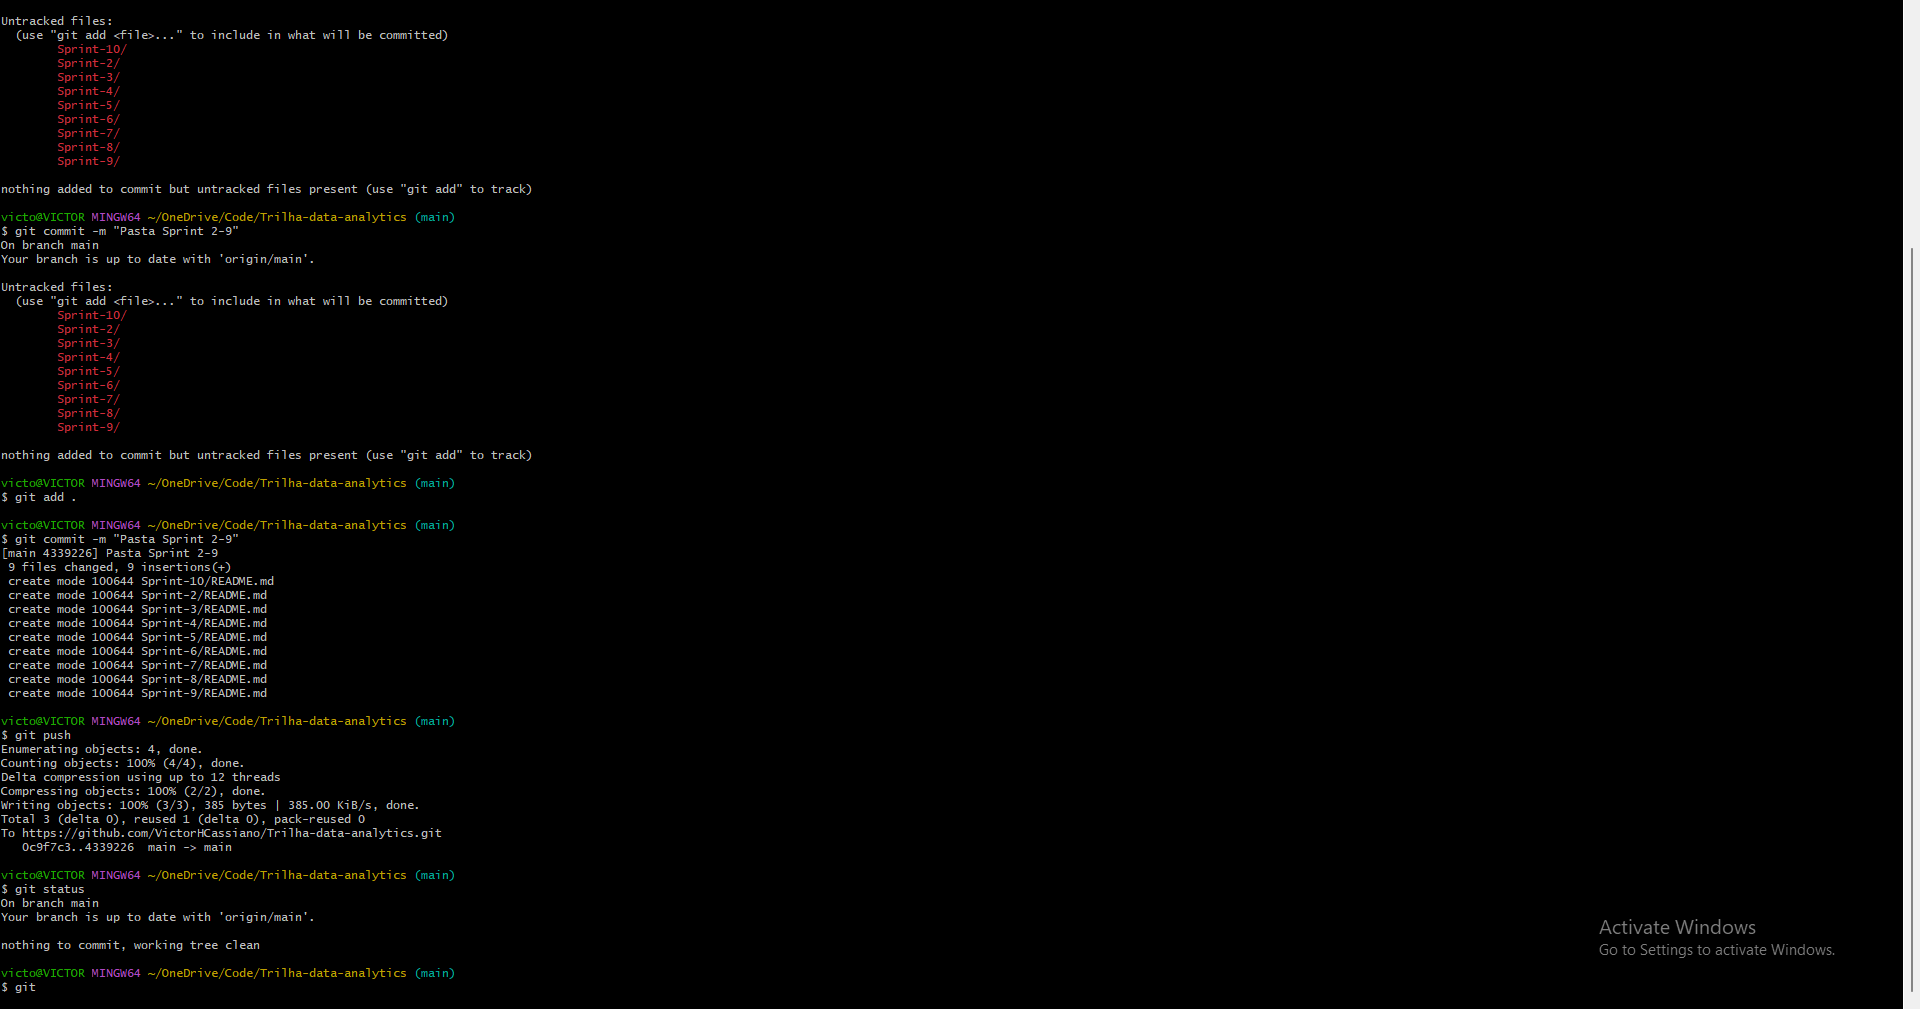 Untracked files:
  (use "git add <file>..." to include in what will be committed)
        Sprint-10/
        Sprint-2/
        Sprint-3/
        Sprint-4/
        Sprint-5/
        Sprint-6/
        Sprint-7/
        Sprint-8/
        Sprint-9/
nothing added to commit but untracked files present (use "git add" to track)
victo@VICTOR MINGW64 ~/OneDrive/Code/Trilha-data-analytics (main)
$ git commit -m "Pasta Sprint 2-9"
On branch main
Your branch is up to date with 'origin/main'.
Untracked files:
  (use "git add <file>..." to include in what will be committed)
        Sprint-10/
        Sprint-2/
        Sprint-3/
        Sprint-4/
        Sprint-5/
        Sprint-6/
        Sprint-7/
        Sprint-8/
        Sprint-9/
nothing added to commit but untracked files present (use "git add" to track)
victo@VICTOR MINGW64 ~/OneDrive/Code/Trilha-data-analytics (main)
$ git add .
victo@VICTOR MINGW64 ~/OneDrive/Code/Trilha-data-analytics (main)
$ git commit -m "Pasta Sprint 2-9"
[main 4339226] Pasta Sprint 2-9
 9 files changed, 9 insertions(+)
 create mode 100644 Sprint-10/README.md
 create mode 100644 Sprint-2/README.md
 create mode 100644 Sprint-3/README.md
 create mode 100644 Sprint-4/README.md
 create mode 100644 Sprint-5/README.md
 create mode 100644 Sprint-6/README.md
 create mode 100644 Sprint-7/README.md
 create mode 100644 Sprint-8/README.md
 create mode 100644 Sprint-9/README.md
victo@VICTOR MINGW64 ~/OneDrive/Code/Trilha-data-analytics (main)
$ git push
Enumerating objects: 4, done.
Counting objects: 100% (4/4), done.
Delta compression using up to 12 threads
Compressing objects: 100% (2/2), done.
Writing objects: 100% (3/3), 385 bytes | 385.00 KiB/s, done.
Total 3 (delta 0), reused 1 (delta 0), pack-reused 0
To https://github.com/VictorHCassiano/Trilha-data-analytics.git
   0c9f7c3..4339226  main -> main
victo@VICTOR MINGW64 ~/OneDrive/Code/Trilha-data-analytics (main)
$ git status
On branch main
Your branch is up to date with 'origin/main'.
nothing to commit, working tree clean
victo@VICTOR MINGW64 ~/OneDrive/Code/Trilha-data-analytics (main)
$ git
Activate Windows
Go to Settings to activate Windows.